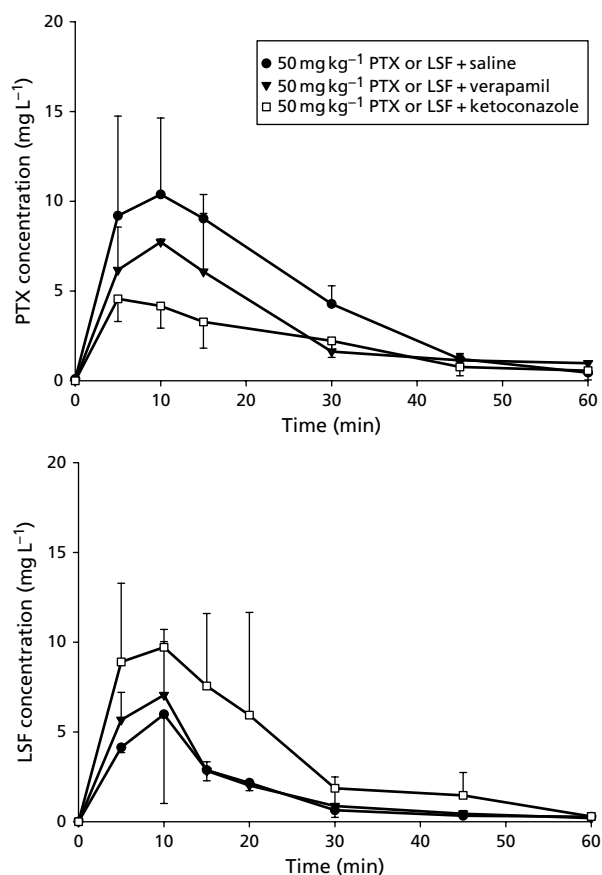 20
50 mg kg⁻¹ PTX or LSF + saline
50 mg kg⁻¹ PTX or LSF + verapamil
50 mg kg⁻¹ PTX or LSF + ketoconazole
15
10
5
0
PTX concentration (mg L⁻¹)
0 10 20 30 40 50 60
Time (min)
20
15
10
5
0
LSF concentration (mg L⁻¹)
0 10 20 30 40 50 60
Time (min)